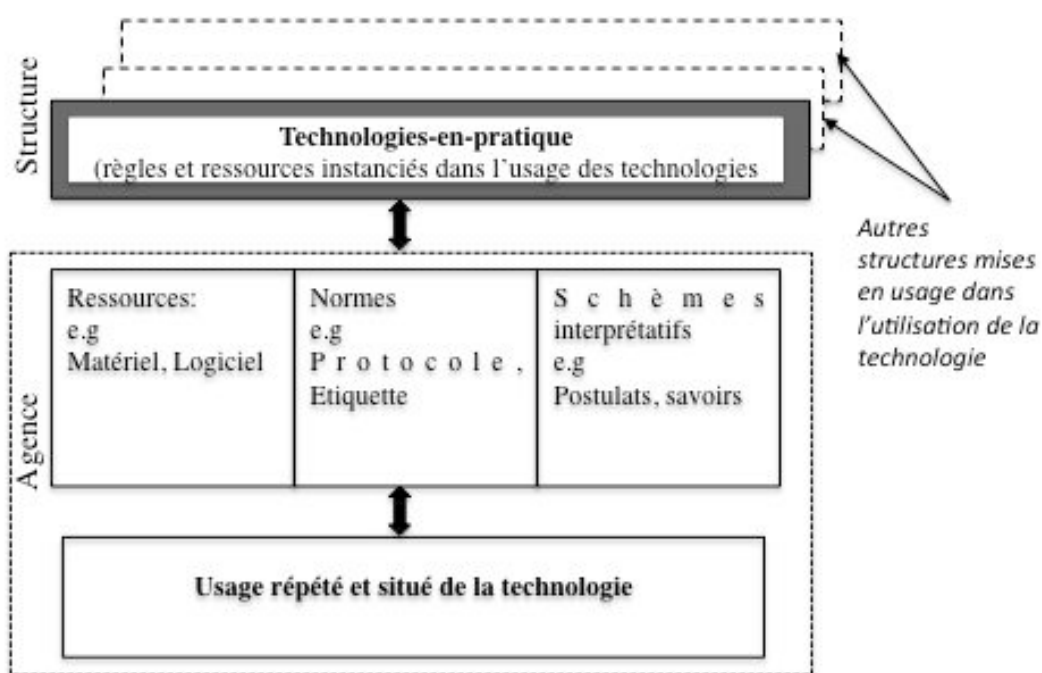 Structure
Technologies-en-pratique
(règles et ressources instanciés dans l'usage des technologies
Autres
structures mises
en usage dans
l'utilisation de la
technologie
Agence
Ressources:
e.g
Matériel, Logiciel
Normes
e.g
Protocole,
Etiquette
Schèmes
interprétatifs
e.g
Postulats, savoirs
Usage répété et situé de la technologie